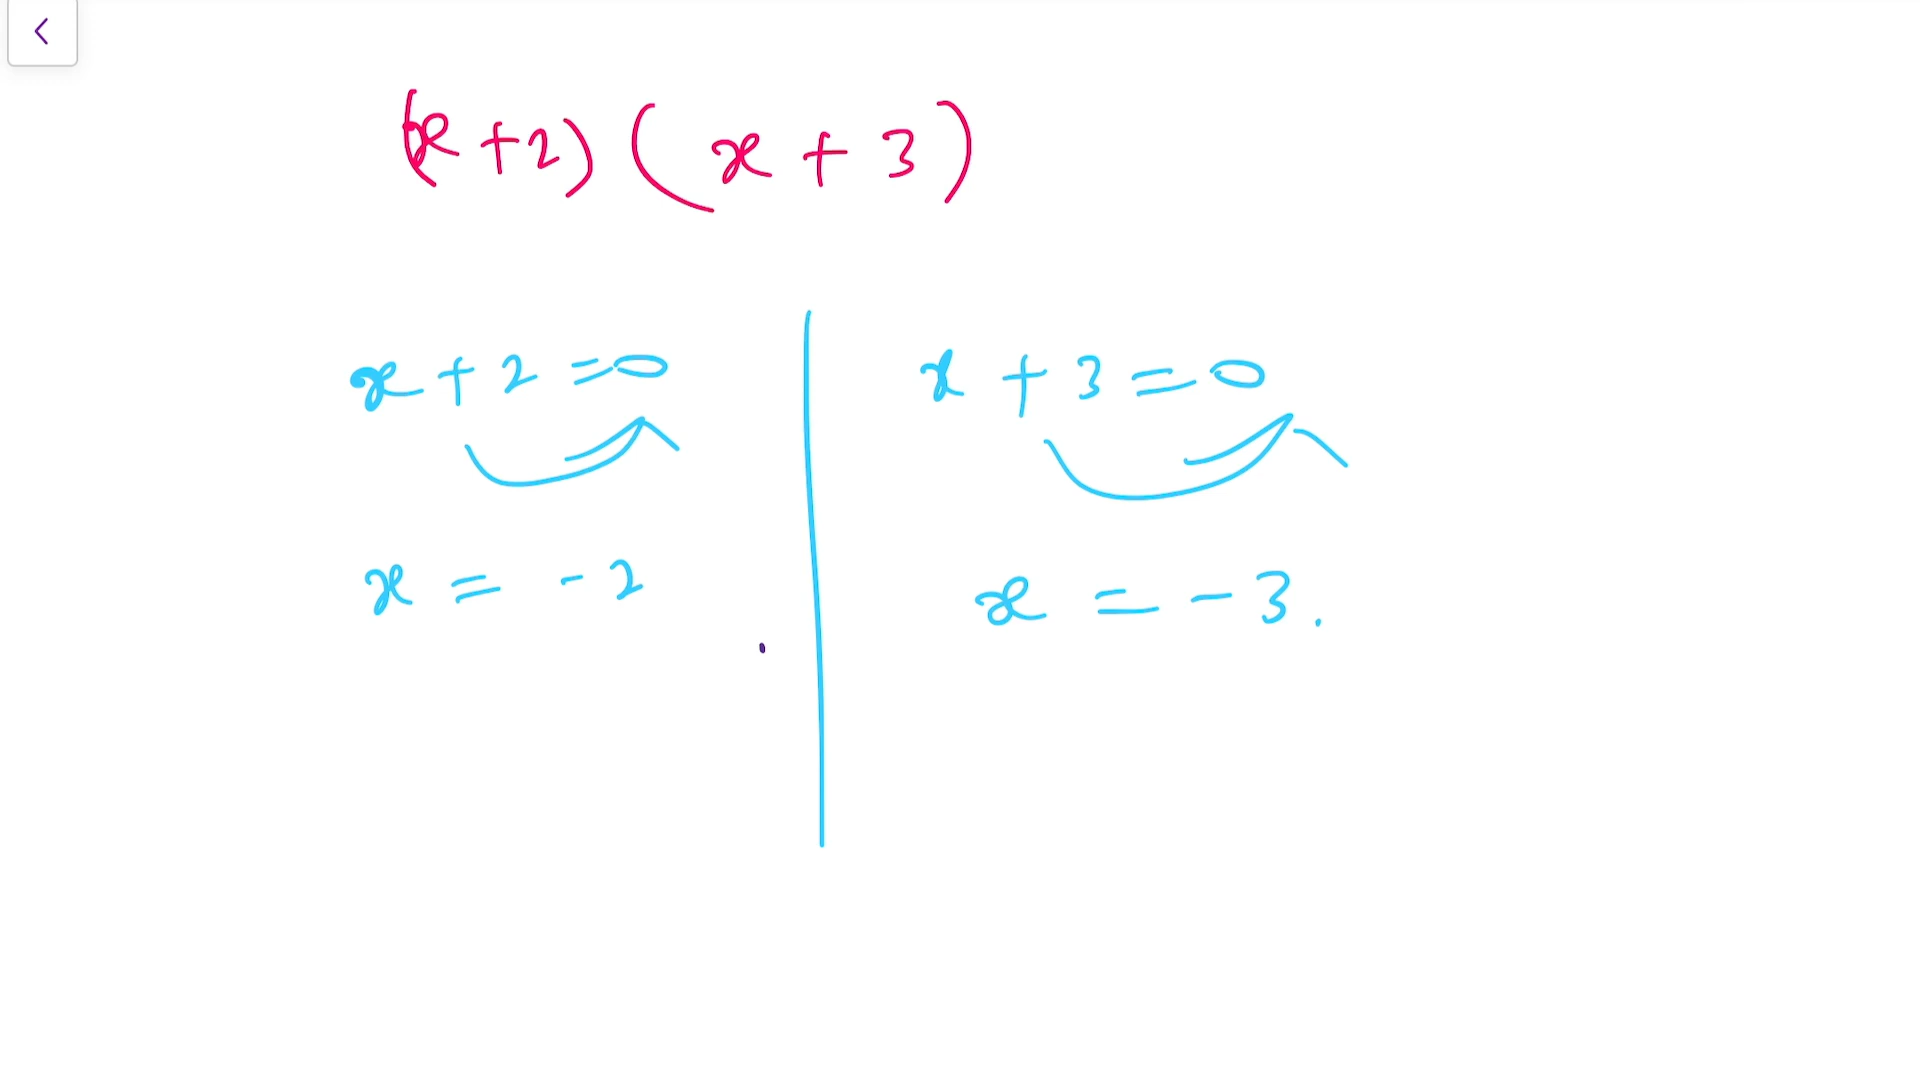 (x+2)(x+3)
x+2=0
x=-2
x+3=0
x=-3.